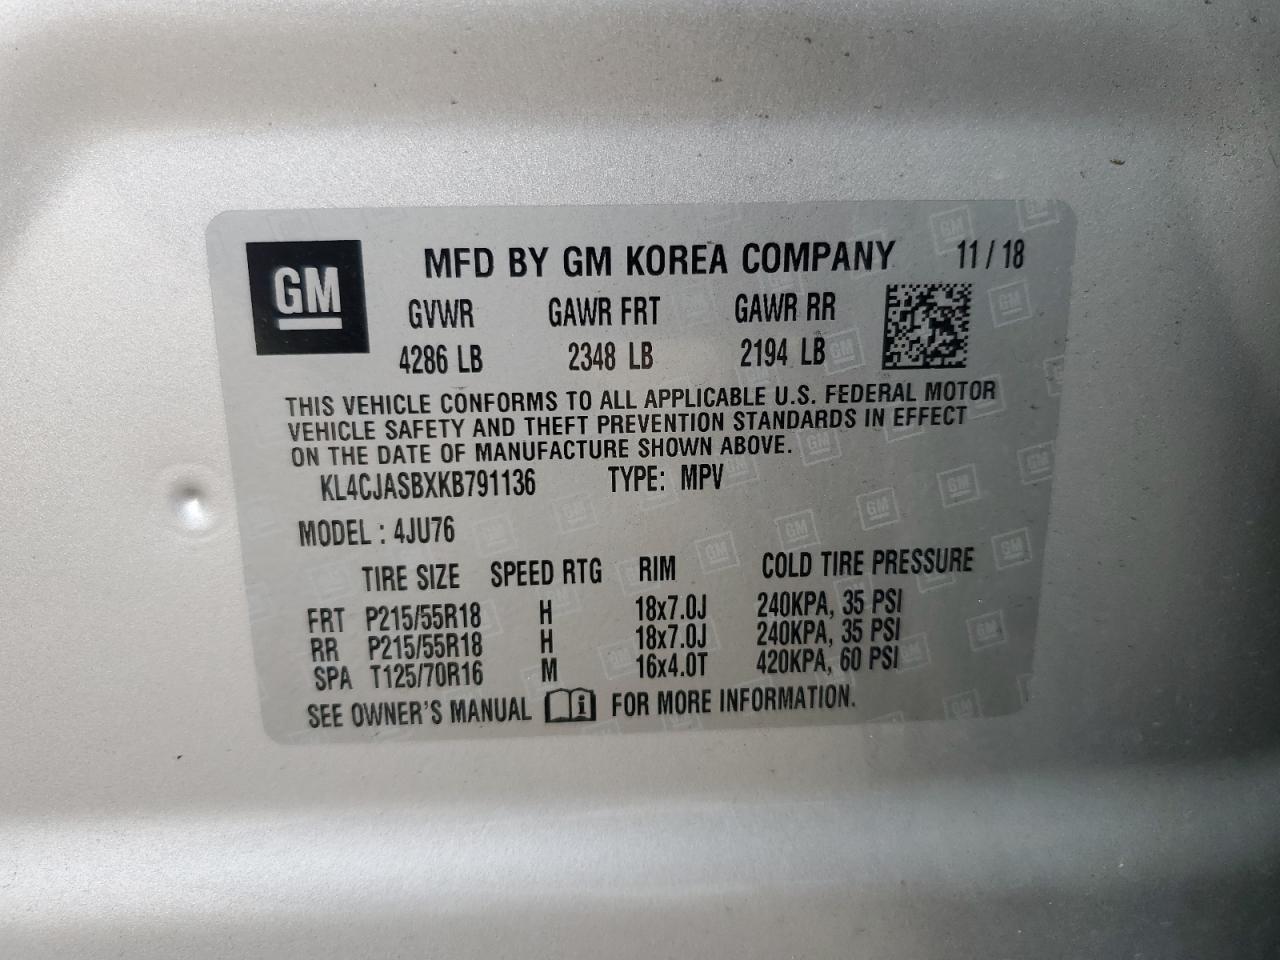 GM
MFD BY GM KOREA COMPANY 11/18
GVWR GAWR FRT GAWR RR
4286 LB 2348 LB 2194 LB
THIS VEHICLE CONFORMS TO ALL APPLICABLE U.S. FEDERAL MOTOR
VEHICLE SAFETY AND THEFT PREVENTION STANDARDS IN EFFECT
ON THE DATE OF MANUFACTURE SHOWN ABOVE.
KL4CJASBXKB791136 TYPE: MPV
MODEL : 4JU76
TIRE SIZE SPEED RTG RIM COLD TIRE PRESSURE
FRT P215/55R18 H 18x7.0J 240KPA, 35 PSI
RR P215/55R18 H 18x7.0J 240KPA, 35 PSI
SPA T125/70R16 M 16x4.0T 420KPA, 60 PSI
SEE OWNER'S MANUAL i FOR MORE INFORMATION.